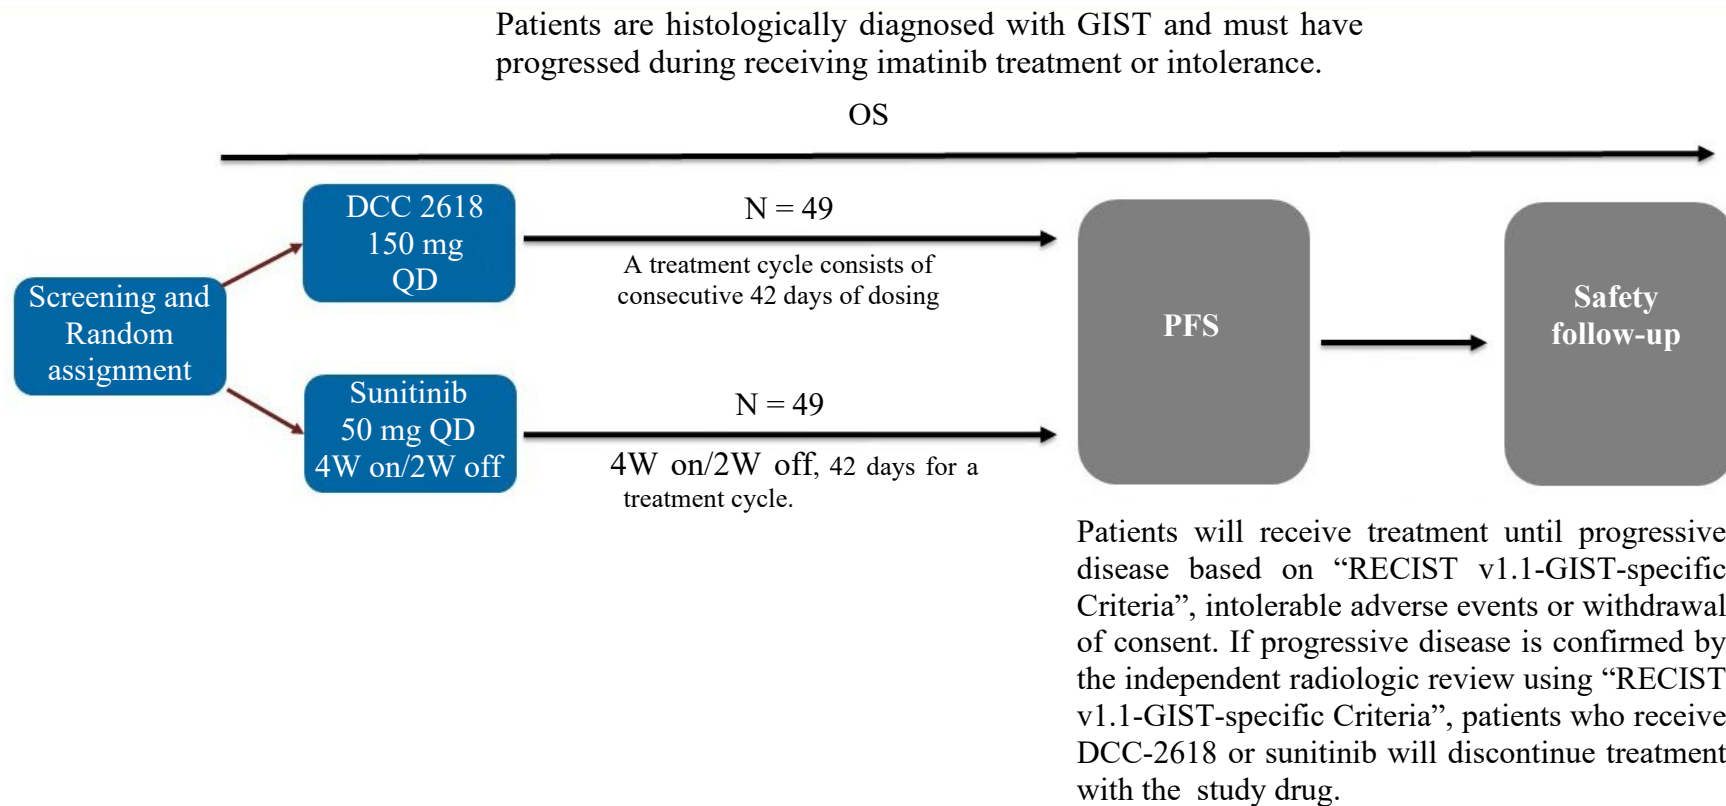 Patients are histologically diagnosed with GIST and must have
progressed during receiving imatinib treatment or intolerance.
OS
Screening and
Random
assignment
DCC 2618
150 mg
QD
N = 49
A treatment cycle consists of
consecutive 42 days of dosing
Sunitinib
50 mg QD
4W on/2W off
N = 49
4W on/2W off, 42 days for a
treatment cycle.
PFS
Safety
follow-up
Patients will receive treatment until progressive
disease based on “RECIST v1.1-GIST-specific
Criteria”, intolerable adverse events or withdrawal
of consent. If progressive disease is confirmed by
the independent radiologic review using “RECIST
v1.1-GIST-specific Criteria”, patients who receive
DCC-2618 or sunitinib will discontinue treatment
with the study drug.